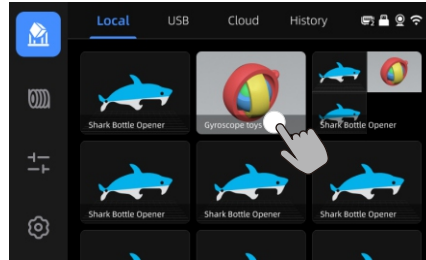 Local USB Cloud History
Shark Bottle Opener Gyroscope toys Shark Bottle Opener
Shark Bottle Opener Shark Bottle Opener Shark Bottle Opener